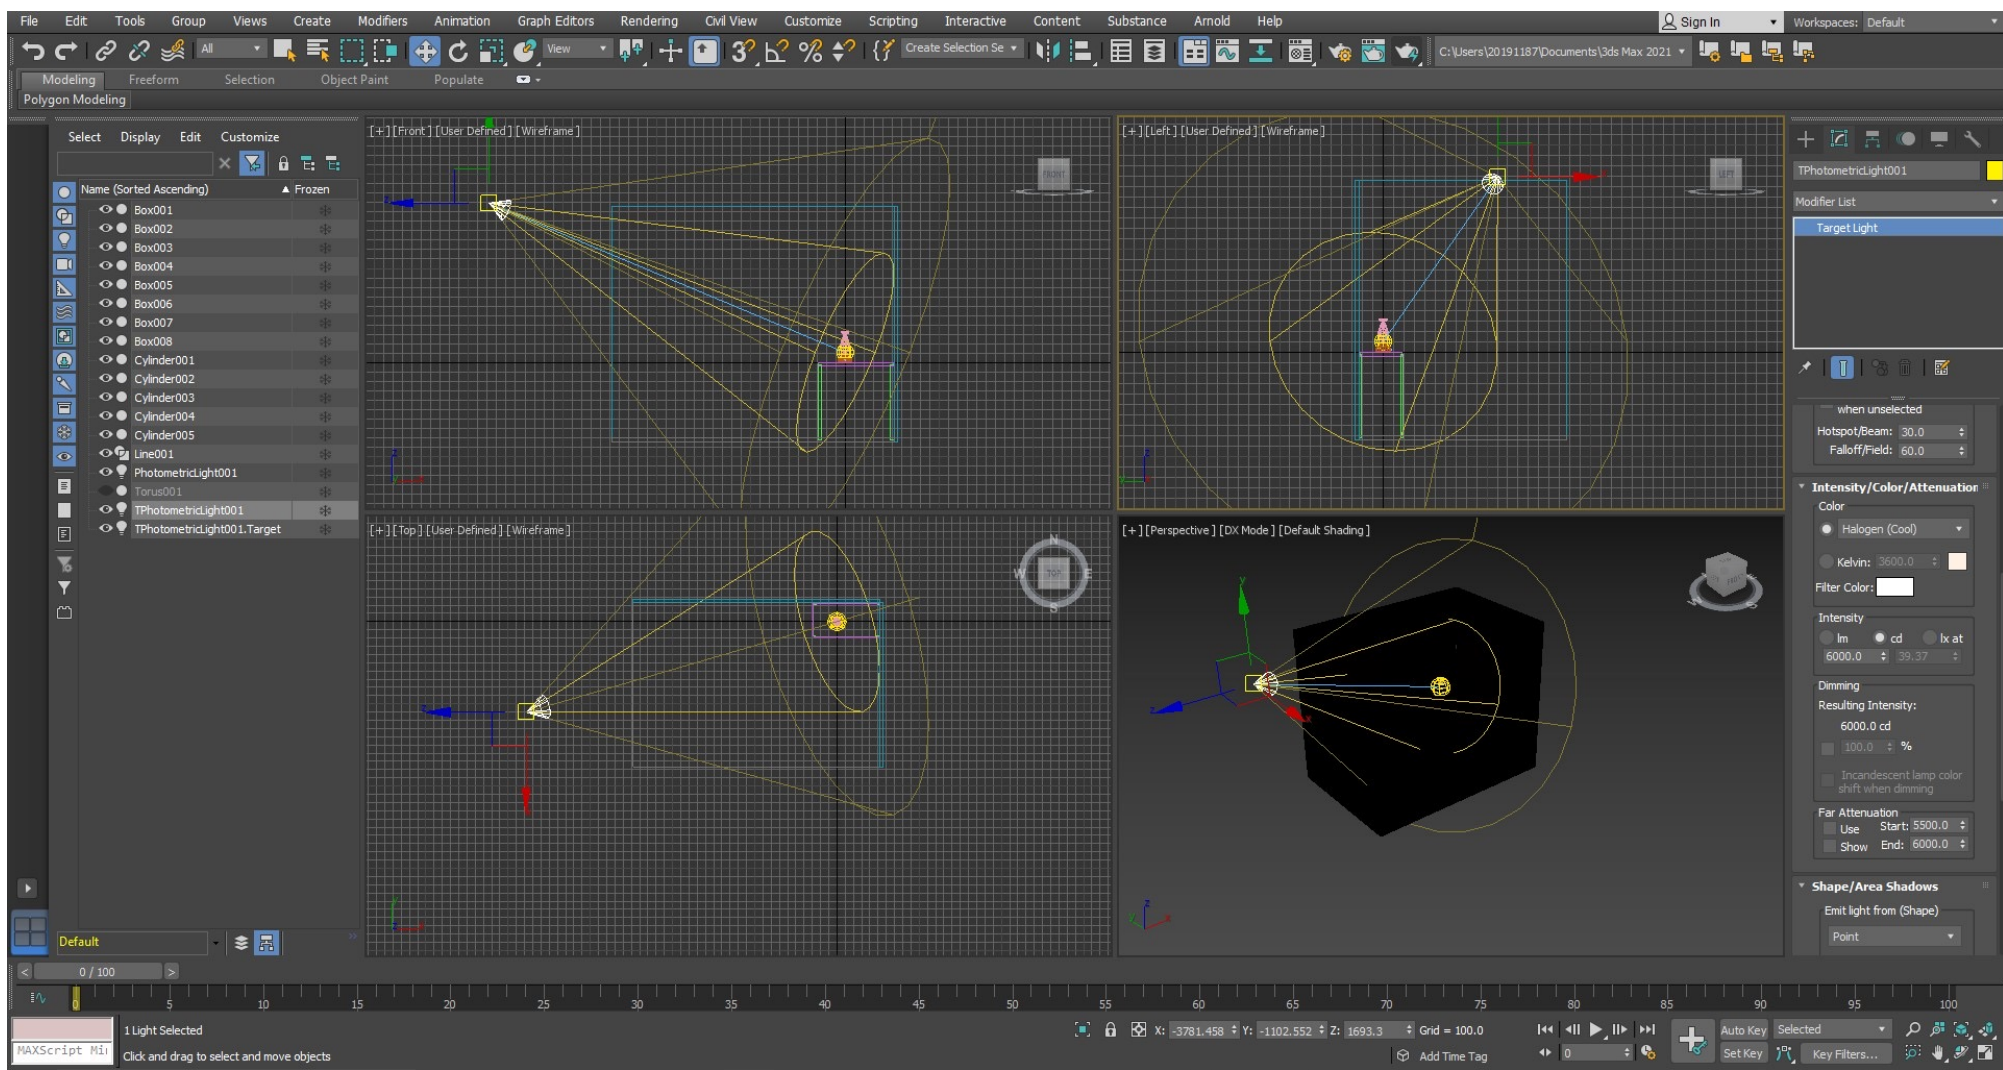 File Edit Tools Group Views Create Modifiers Animation Graph Editors Rendering Civil View Customize Scripting Interactive Content Substance Arnold Help Sign In Workspaces: Default
All View Create Selection Se C:\Users\20191187\Documents\3ds Max 2021
Modeling Freeform Selection Object Paint Populate
Polygon Modeling
Select Display Edit Customize
Name (Sorted Ascending) Frozen
Box001
Box002
Box003
Box004
Box005
Box006
Box007
Box008
Cylinder001
Cylinder002
Cylinder003
Cylinder004
Cylinder005
Line001
PhotometricLight001
Torus001
TPhotometricLight001
TPhotometricLight001.Target
Default
[+] [Front] [User Defined] [Wireframe]
FRONT
[+] [Left] [User Defined] [Wireframe]
LEFT
[+] [Top] [User Defined] [Wireframe]
N
W TOP E
S
[+] [Perspective] [DX Mode] [Default Shading]
TPhotometricLight001
Modifier List
Target Light
when unselected
Hotspot/Beam: 30.0
Falloff/Field: 60.0
Intensity/Color/Attenuation
Color
Halogen (Cool)
Kelvin: 3600.0
Filter Color:
Intensity
lm cd lx at
6000.0 39.37
Dimming
Resulting Intensity:
6000.0 cd
100.0 %
Incandescent lamp color
shift when dimming
Far Attenuation
Use Start: 5500.0
Show End: 6000.0
Shape/Area Shadows
Emit light from (Shape)
Point
< 0 / 100 >
0 5 10 15 20 25 30 35 40 45 50 55 60 65 70 75 80 85 90 95 100
1 Light Selected
X: -3781.458 Y: -1102.552 Z: 1693.3 Grid = 100.0
Auto Key Selected
MAXScript Mi
Click and drag to select and move objects
Add Time Tag
0
Set Key Key Filters...